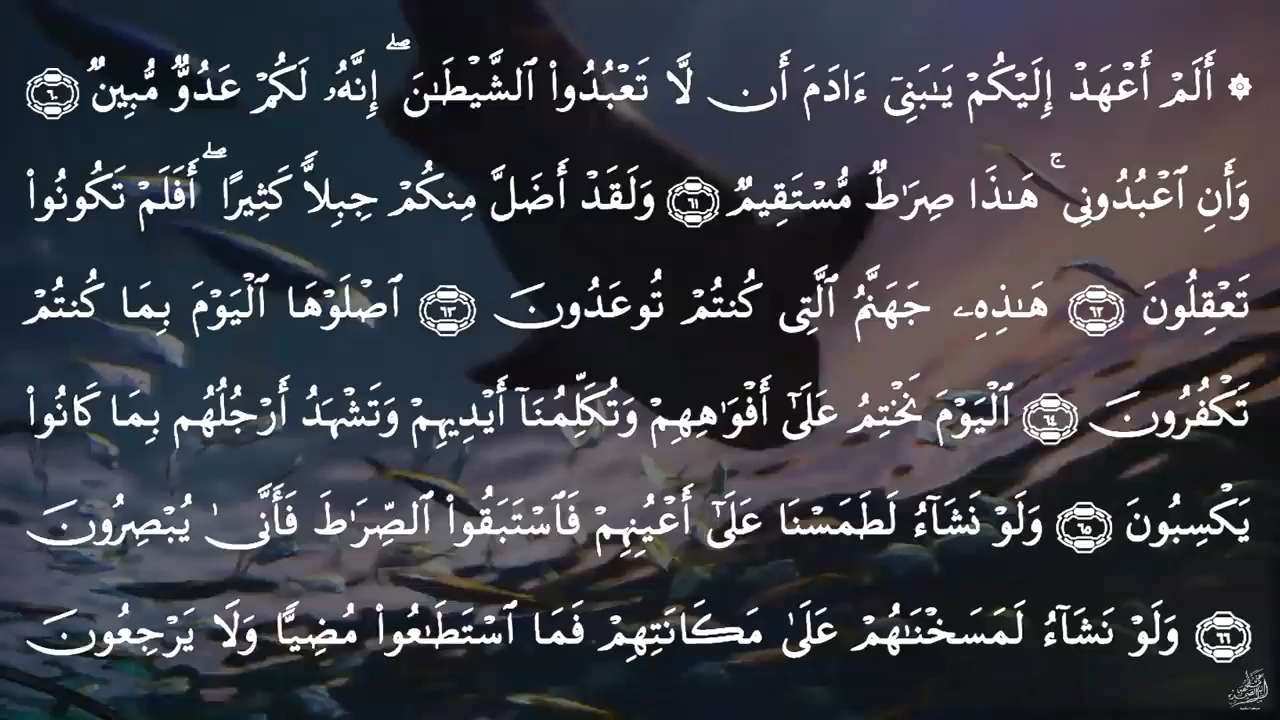 ۞ أَلَمْ أَعْهَدْ إِلَيْكُمْ يَـٰبَنِىٓ ءَادَمَ أَن لَّا تَعْبُدُوا۟ ٱلشَّيْطَـٰنَ ۖ إِنَّهُۥ لَكُمْ عَدُوٌّ مُّبِينٌ ٦٠
وَأَنِ ٱعْبُدُونِى ۚ هَـٰذَا صِرَٰطٌ مُّسْتَقِيمٌ ٦١ وَلَقَدْ أَضَلَّ مِنكُمْ جِبِلًّا كَثِيرًا ۖ أَفَلَمْ تَكُونُوا۟
تَعْقِلُونَ ٦٢ هَـٰذِهِۦ جَهَنَّمُ ٱلَّتِى كُنتُمْ تُوعَدُونَ ٦٣ ٱصْلَوْهَا ٱلْيَوْمَ بِمَا كُنتُمْ
تَكْفُرُونَ ٦٤ ٱلْيَوْمَ نَخْتِمُ عَلَىٰٓ أَفْوَٰهِهِمْ وَتُكَلِّمُنَآ أَيْدِيهِمْ وَتَشْهَدُ أَرْجُلُهُم بِمَا كَانُوا۟
يَكْسِبُونَ ٦٥ وَلَوْ نَشَآءُ لَطَمَسْنَا عَلَىٰٓ أَعْيُنِهِمْ فَٱسْتَبَقُوا۟ ٱلصِّرَٰطَ فَأَنَّىٰ يُبْصِرُونَ
٦٦ وَلَوْ نَشَآءُ لَمَسَخْنَـٰهُمْ عَلَىٰ مَكَانَتِهِمْ فَمَا ٱسْتَطَـٰعُوا۟ مُضِيًّا وَلَا يَرْجِعُونَ